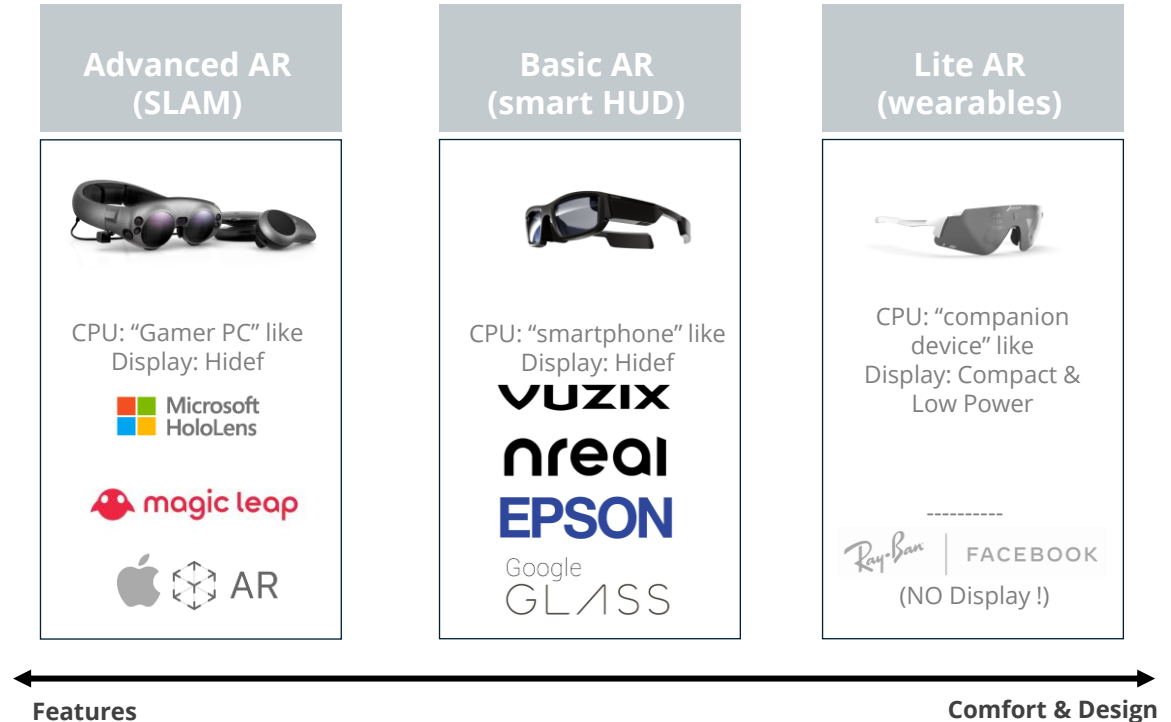 Advanced AR
(SLAM)
CPU: “Gamer PC” like
Display: Hidef
Microsoft
HoloLens
magic leap
AR
Basic AR
(smart HUD)
CPU: “smartphone” like
Display: Hidef
vuzix
nreal
EPSON
Google
GLASS
Lite AR
(wearables)
CPU: “companion
device” like
Display: Compact &
Low Power
----------
Ray-Ban | FACEBOOK
(NO Display !)
Features
Comfort & Design